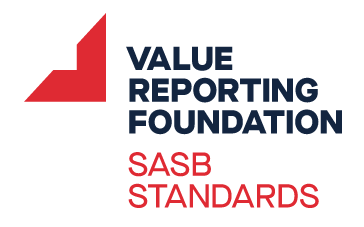 VALUE
REPORTING
FOUNDATION
SASB
STANDARDS